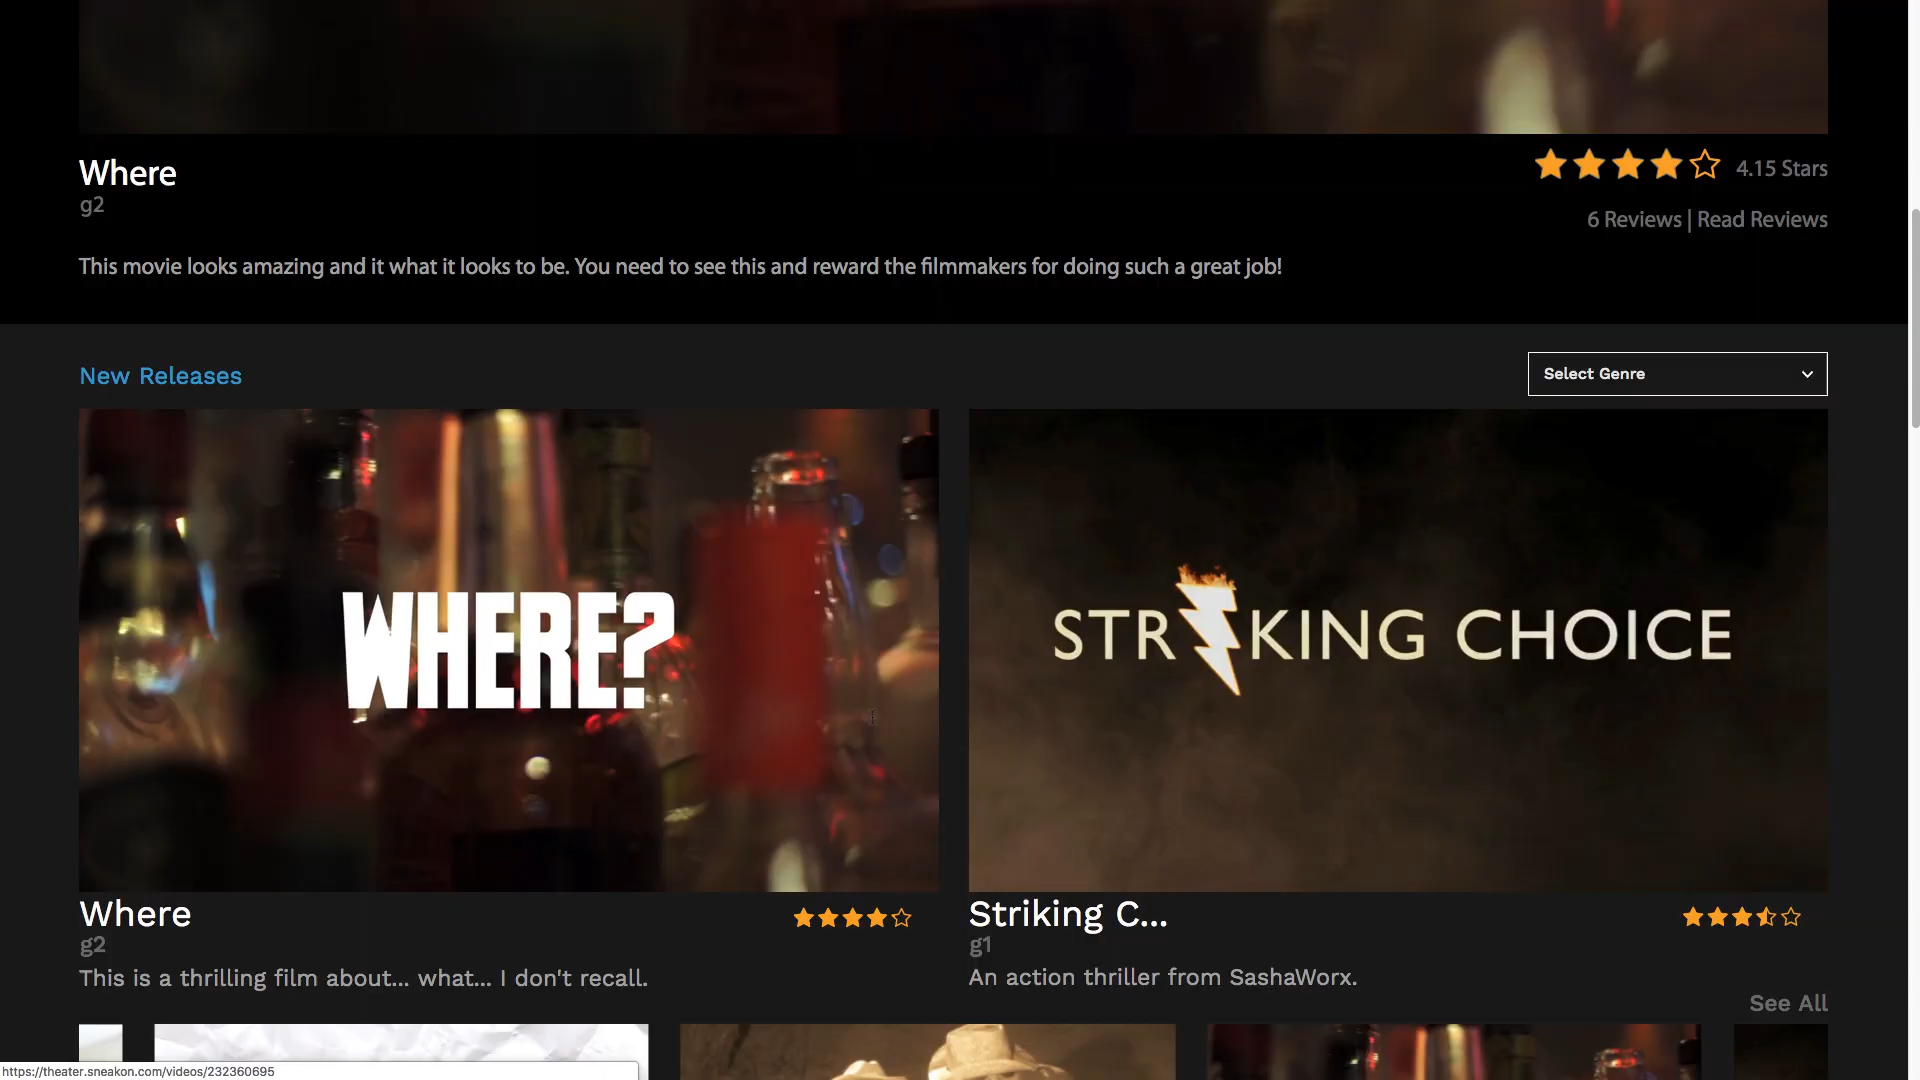 Where
4.15 Stars
g2
6 Reviews | Read Reviews
This movie looks amazing and it what it looks to be. You need to see this and reward the filmmakers for doing such a great job!
New Releases
Select Genre
WHERE?
STRIKING CHOICE
Where
g2
This is a thrilling film about... what... I don't recall.
Striking C...
g1
An action thriller from SashaWorx.
See All
https://theater.sneakon.com/videos/232360695